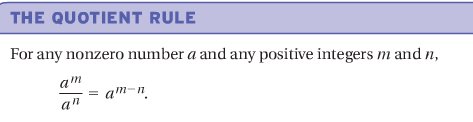 THE QUOTIENT RULE
For any nonzero number a and any positive integers m and n,
a^m / a^n = a^{m−n}.